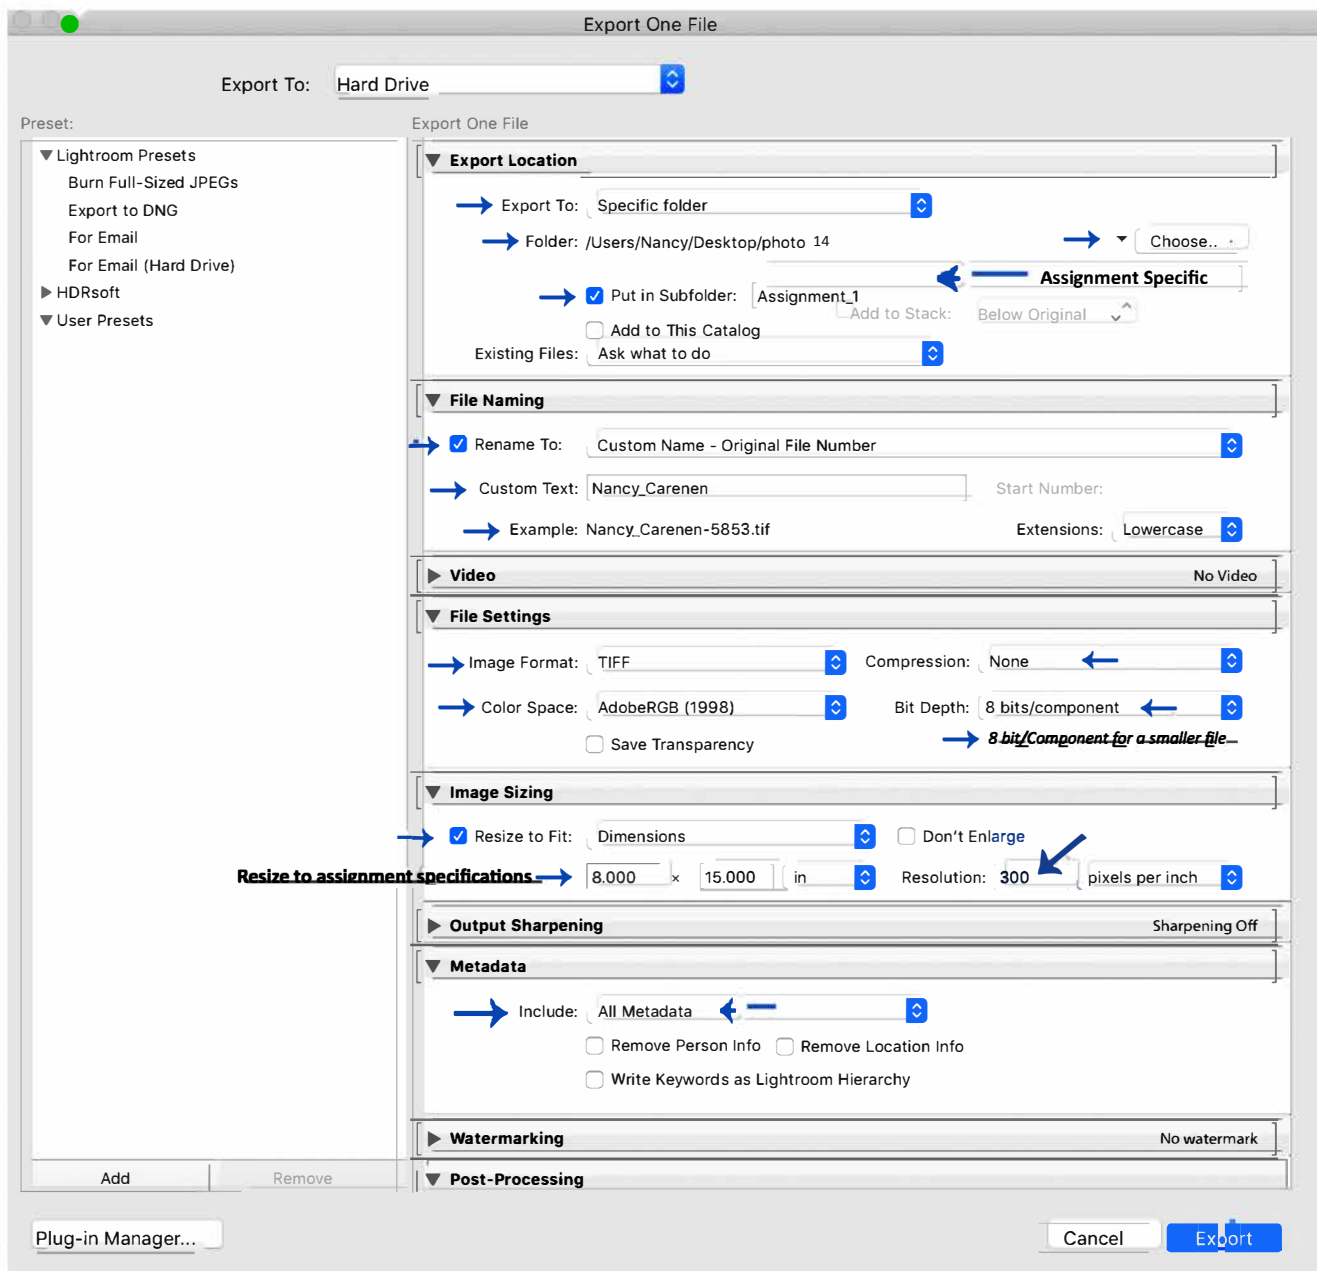 Export One File
Export To: Hard Drive
Preset:
Export One File
Lightroom Presets
Burn Full-Sized JPEGs
Export to DNG
For Email
For Email (Hard Drive)
HDRsoft
User Presets
Add Remove
Export Location
Export To: Specific folder
Folder: /Users/Nancy/Desktop/photo 14 Choose..
Assignment Specific
Put in Subfolder: Assignment_1
Add to Stack: Below Original
Add to This Catalog
Existing Files: Ask what to do
File Naming
Rename To: Custom Name - Original File Number
Custom Text: Nancy_Carenen Start Number:
Example: Nancy_Carenen-5853.tif Extensions: Lowercase
Video No Video
File Settings
Image Format: TIFF Compression: None
Color Space: AdobeRGB (1998) Bit Depth: 8 bits/component
Save Transparency 8 bit/Component for a smaller file
Image Sizing
Resize to Fit: Dimensions Don't Enlarge
Resize to assignment specifications 8.000 × 15.000 in Resolution: 300 pixels per inch
Output Sharpening Sharpening Off
Metadata
Include: All Metadata
Remove Person Info Remove Location Info
Write Keywords as Lightroom Hierarchy
Watermarking No watermark
Post-Processing
Plug-in Manager... Cancel Export